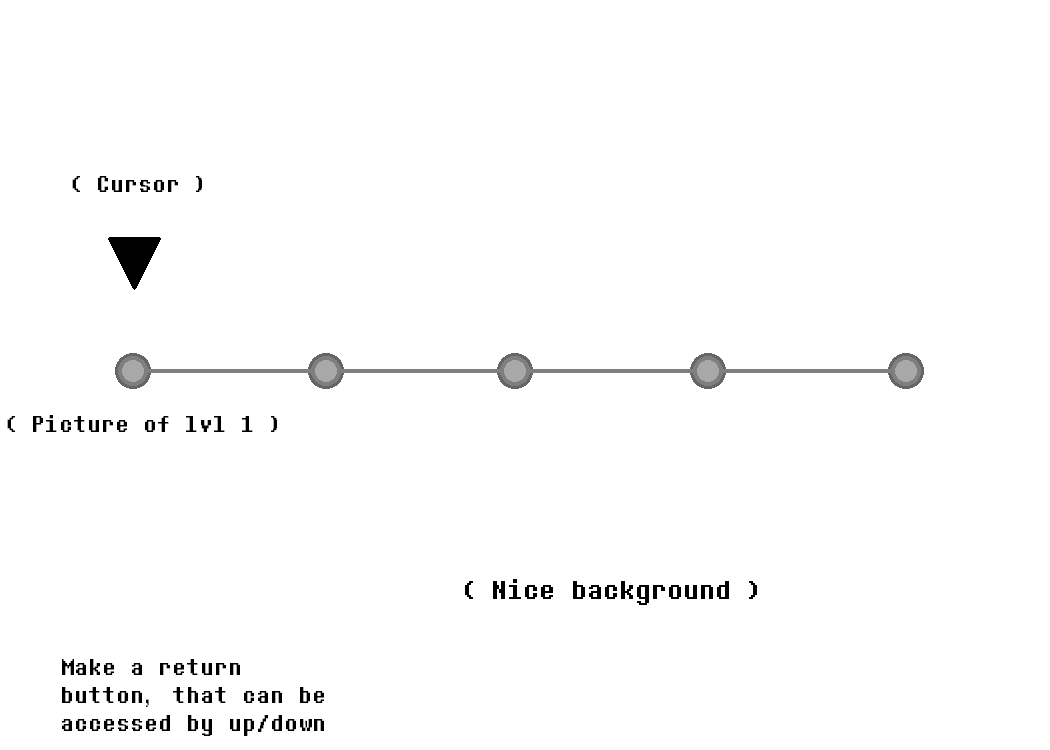 ( Cursor )
( Picture of lvl 1 )
( Nice background )
Make a return
button, that can be
accessed by up/down